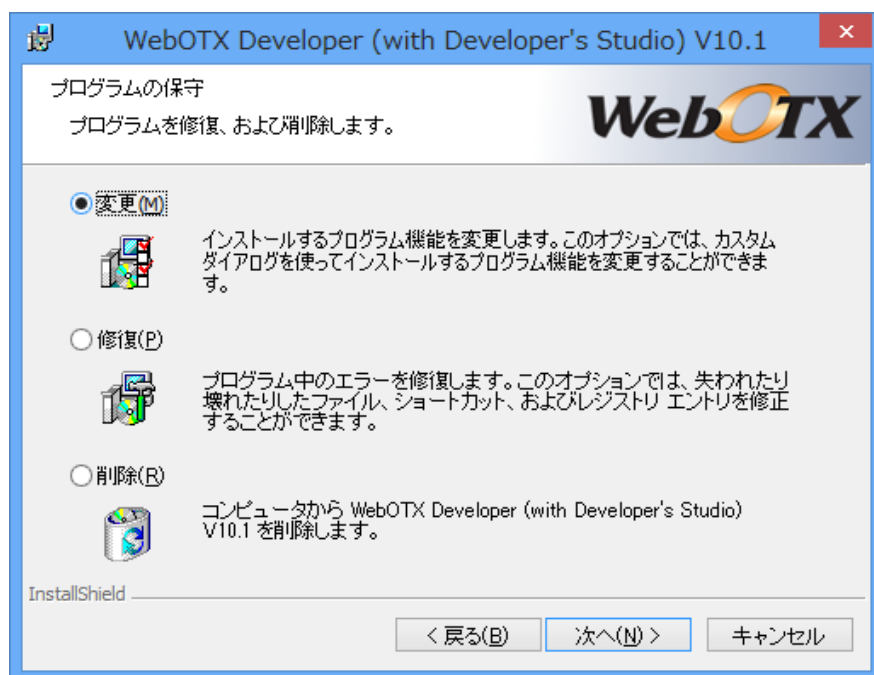 WebOTX Developer (with Developer's Studio) V10.1
プログラムの保守
プログラムを修復、および削除します。
WebOTX
変更(M)
インストールするプログラム機能を変更します。このオプションでは、カスタム
ダイアログを使ってインストールするプログラム機能を変更することができま
す。
修復(P)
プログラム中のエラーを修復します。このオプションでは、失われたり
壊れたりしたファイル、ショートカット、およびレジストリ エントリを修正
することができます。
削除(R)
コンピュータから WebOTX Developer (with Developer's Studio)
V10.1 を削除します。
InstallShield
< 戻る(B) 次へ(N) > キャンセル